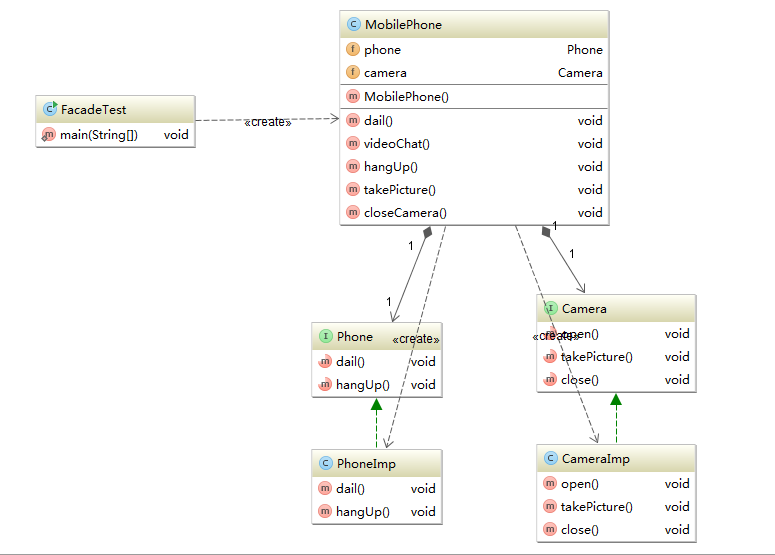 MobilePhone
phone Phone
camera Camera
MobilePhone()
dail() void
videoChat() void
hangUp() void
takePicture() void
closeCamera() void
FacadeTest
main(String[]) void
«create»
1
1
1
1
Phone
dail() void
hangUp() void
«create»
Camera
open() void
takePicture() void
close() void
«create»
PhoneImp
dail() void
hangUp() void
CameraImp
open() void
takePicture() void
close() void